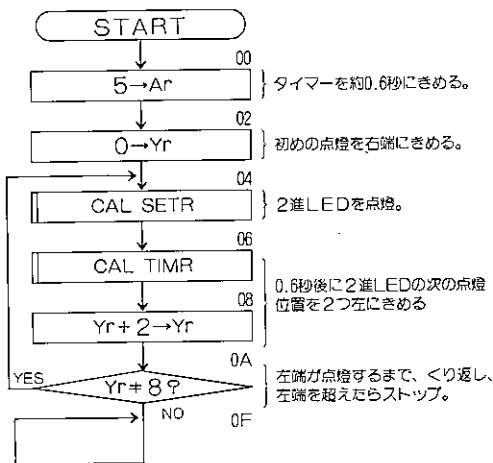 START
00
5→Ar
タイマーを約0.6秒にきめる。
02
0→Yr
初めの点燈を右端にきめる。
04
CAL SETR
2進LEDを点燈。
06
CAL TIMR
08
Yr+2→Yr
0.6秒後に2進LEDの次の点燈
位置を2つ左にきめる
0A
YES
Yr≠8?
NO
左端が点燈するまで、くり返し、
左端を超えたらストップ。
0F